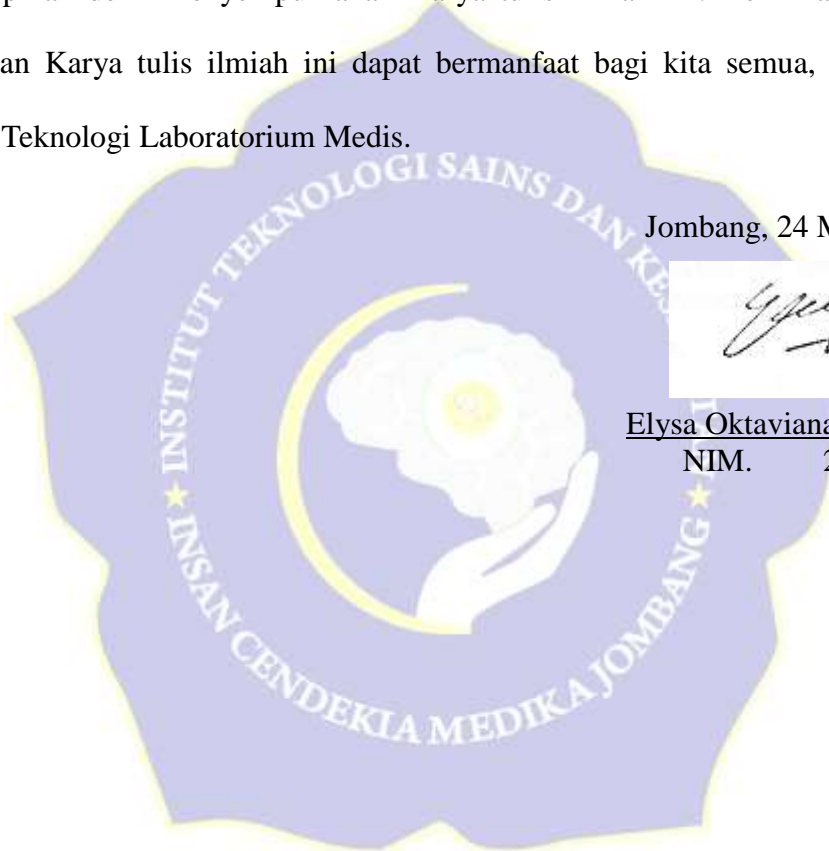 an Karya tulis ilmiah ini dapat bermanfaat bagi kita semua,
Teknologi Laboratorium Medis.
INSTITUT TEKNOLOGI SAINS DAN
Jombang, 24 M
INSAN CENDEKIA MEDIKA JOMBANG
Elysa Oktaviana
NIM. 2